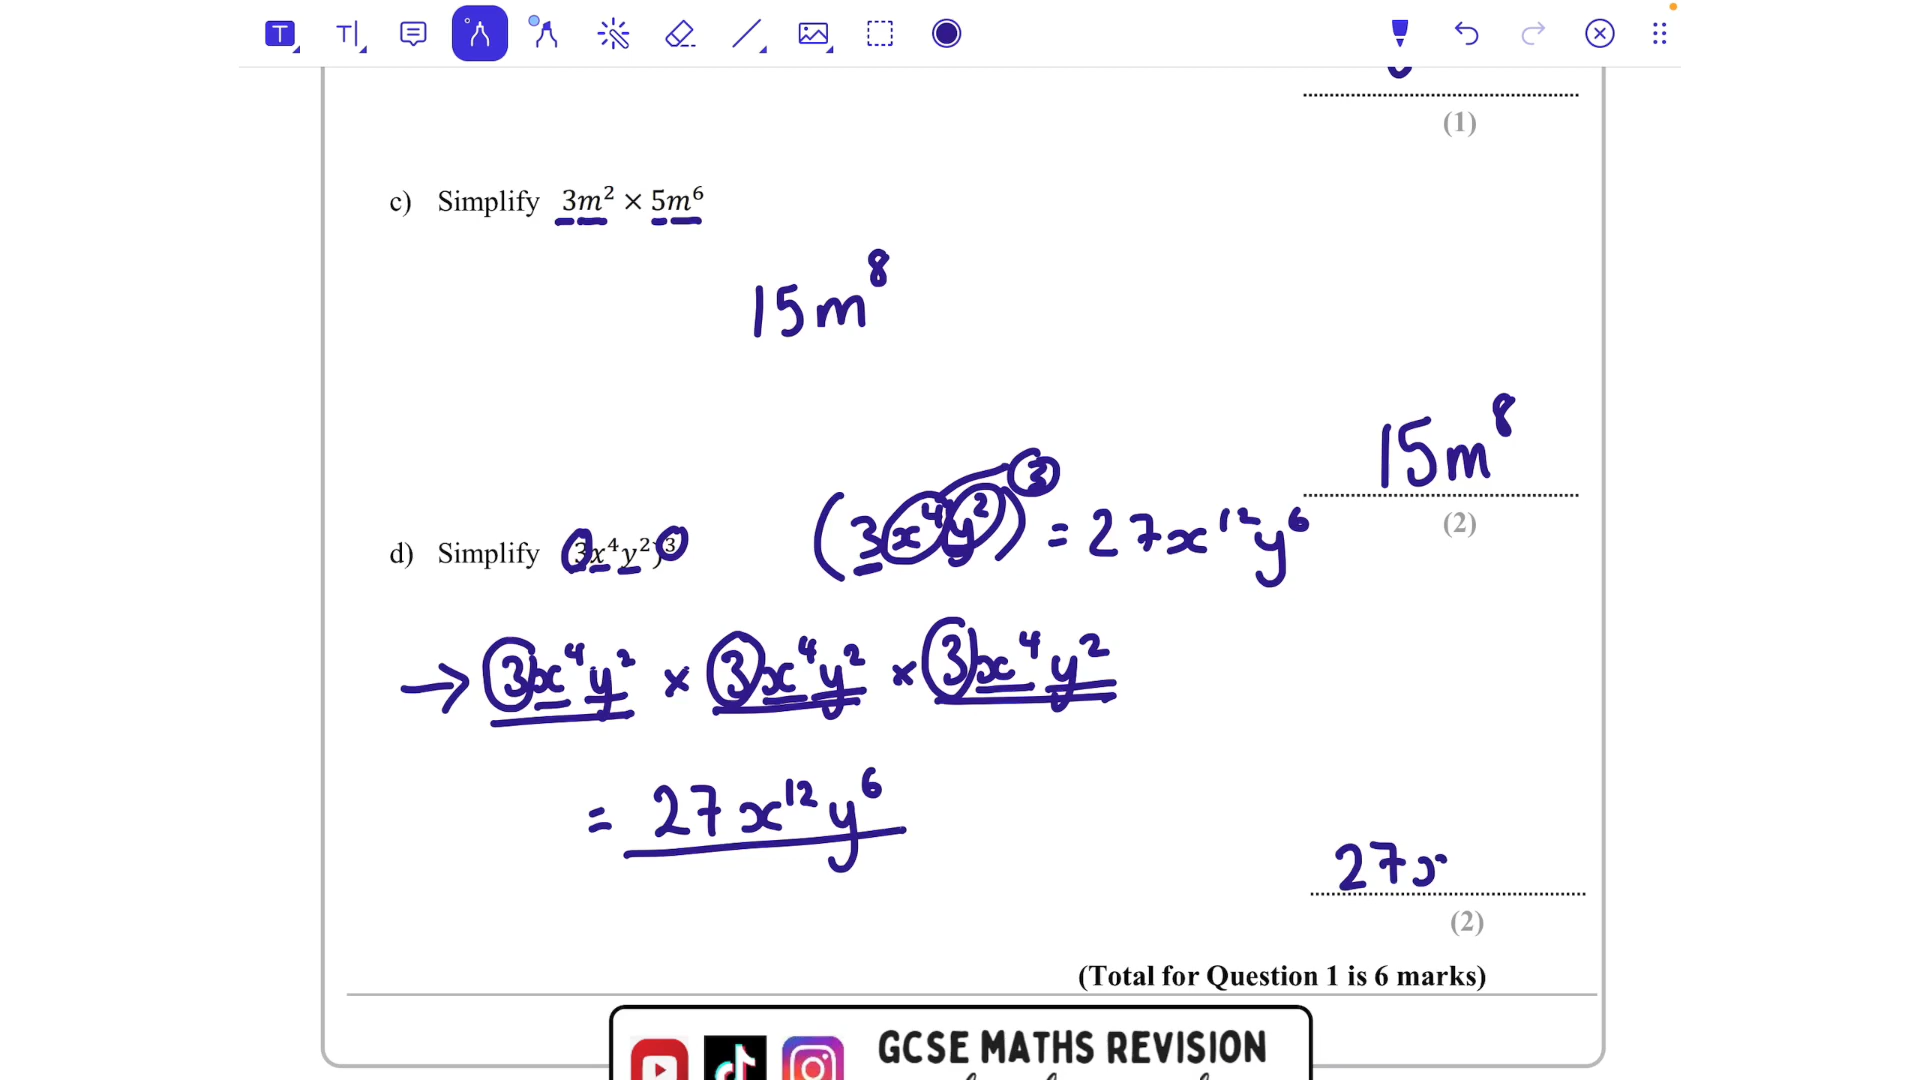 (1)
c) Simplify 3m² × 5m⁶
15m⁸
15m⁸
(2)
(3x⁴y²)³ = 27x¹²y⁶
d) Simplify (3x⁴y²)³
→ 3x⁴y² × 3x⁴y² × 3x⁴y²
= 27x¹²y⁶
27x
(2)
(Total for Question 1 is 6 marks)
GCSE MATHS REVISION